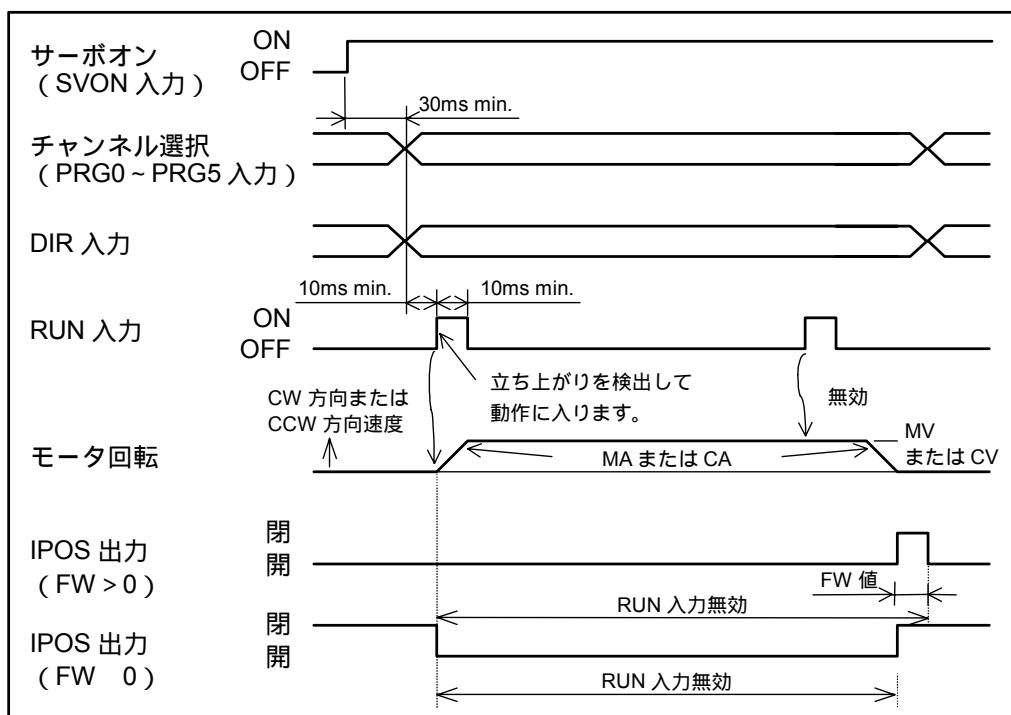 サーボオン
（SVON 入力）
ON
OFF
30ms min.
チャンネル選択
（PRG0 ~ PRG5 入力）
DIR 入力
10ms min.
10ms min.
RUN 入力
ON
OFF
立ち上がりを検出して
動作に入ります。
無効
CW 方向または
CCW 方向速度
モータ回転
MA または CA
MV
または CV
IPOS 出力
（FW > 0）
閉
開
FW 値
RUN 入力無効
IPOS 出力
（FW 0）
閉
開
RUN 入力無効